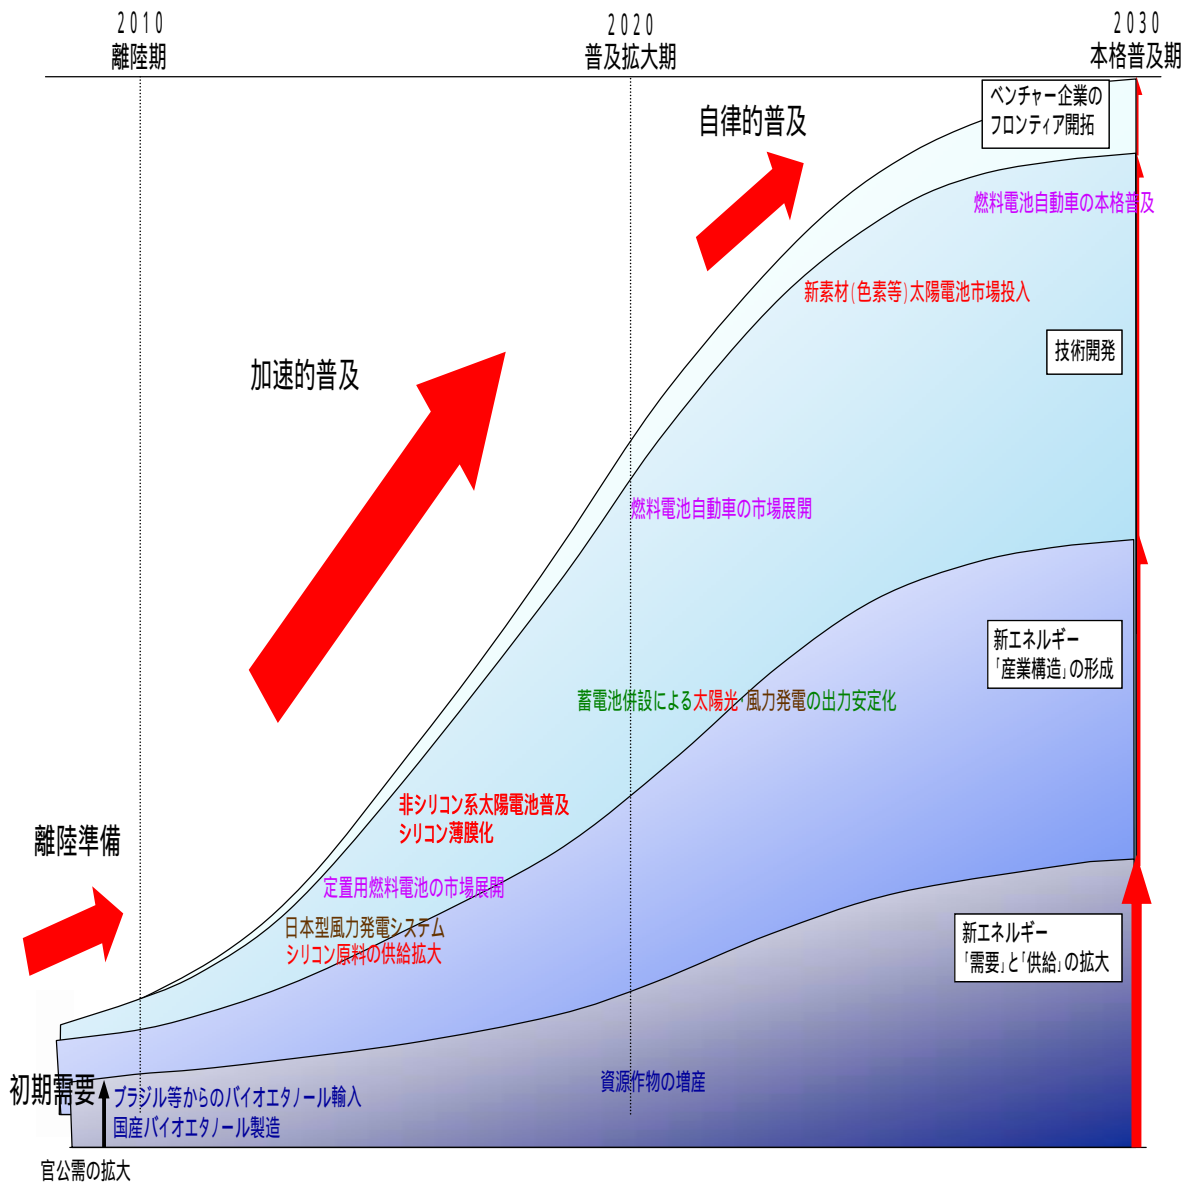 2010
離陸期
2020
普及拡大期
2030
本格普及期
ベンチャー企業の
フロンティア開拓
自律的普及
燃料電池自動車の本格普及
新素材(色素等)太陽電池市場投入
技術開発
加速的普及
燃料電池自動車の市場展開
新エネルギー
「産業構造」の形成
蓄電池併設による太陽光・風力発電の出力安定化
非シリコン系太陽電池普及
シリコン薄膜化
離陸準備
定置用燃料電池の市場展開
日本型風力発電システム
シリコン原料の供給拡大
新エネルギー
「需要」と「供給」の拡大
初期需要
資源作物の増産
ブラジル等からのバイオエタノール輸入
国産バイオエタノール製造
官公需の拡大